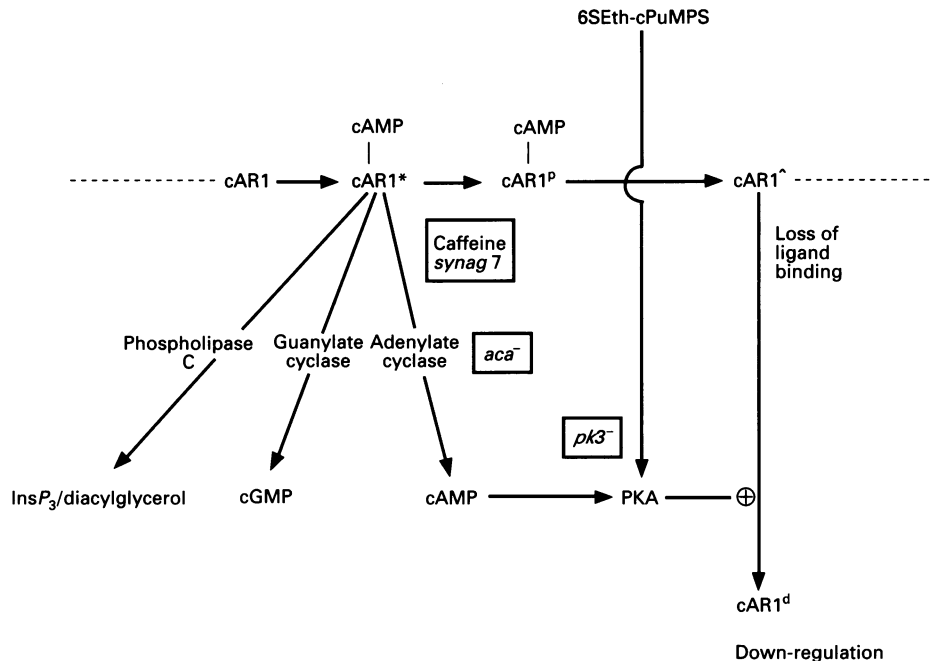 6SEth-cPuMPS
cAMP
cAMP
cAR1
cAR1*
cAR1ᵖ
cAR1^
Caffeine
synag 7
Loss of
ligand
binding
Phospholipase
C
Guanylate
cyclase
Adenylate
cyclase
aca⁻
pk3⁻
InsP₃/diacylglycerol
cGMP
cAMP
PKA
cAR1ᵈ
Down-regulation